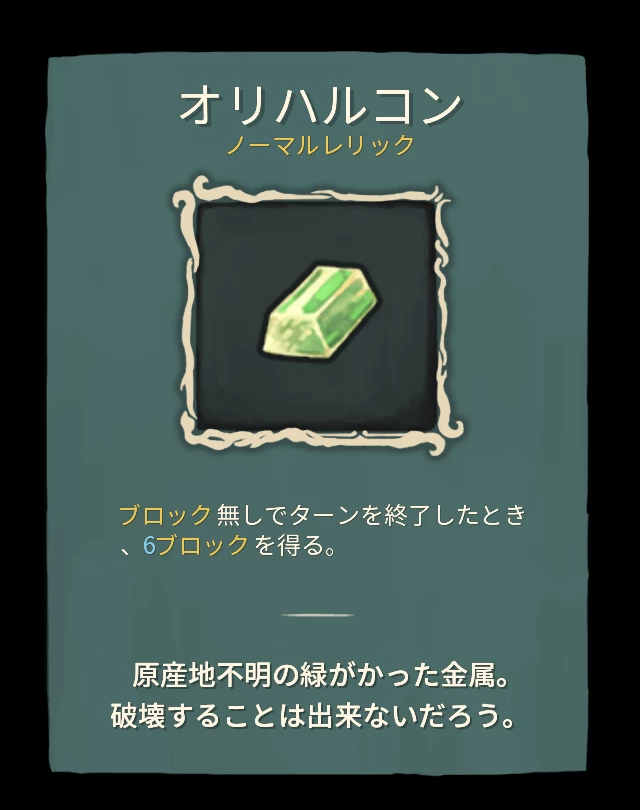 オリハルコン
ノーマルレリック
ブロック無しでターンを終了したとき
、6ブロックを得る。
原産地不明の緑がかった金属。
破壊することは出来ないだろう。